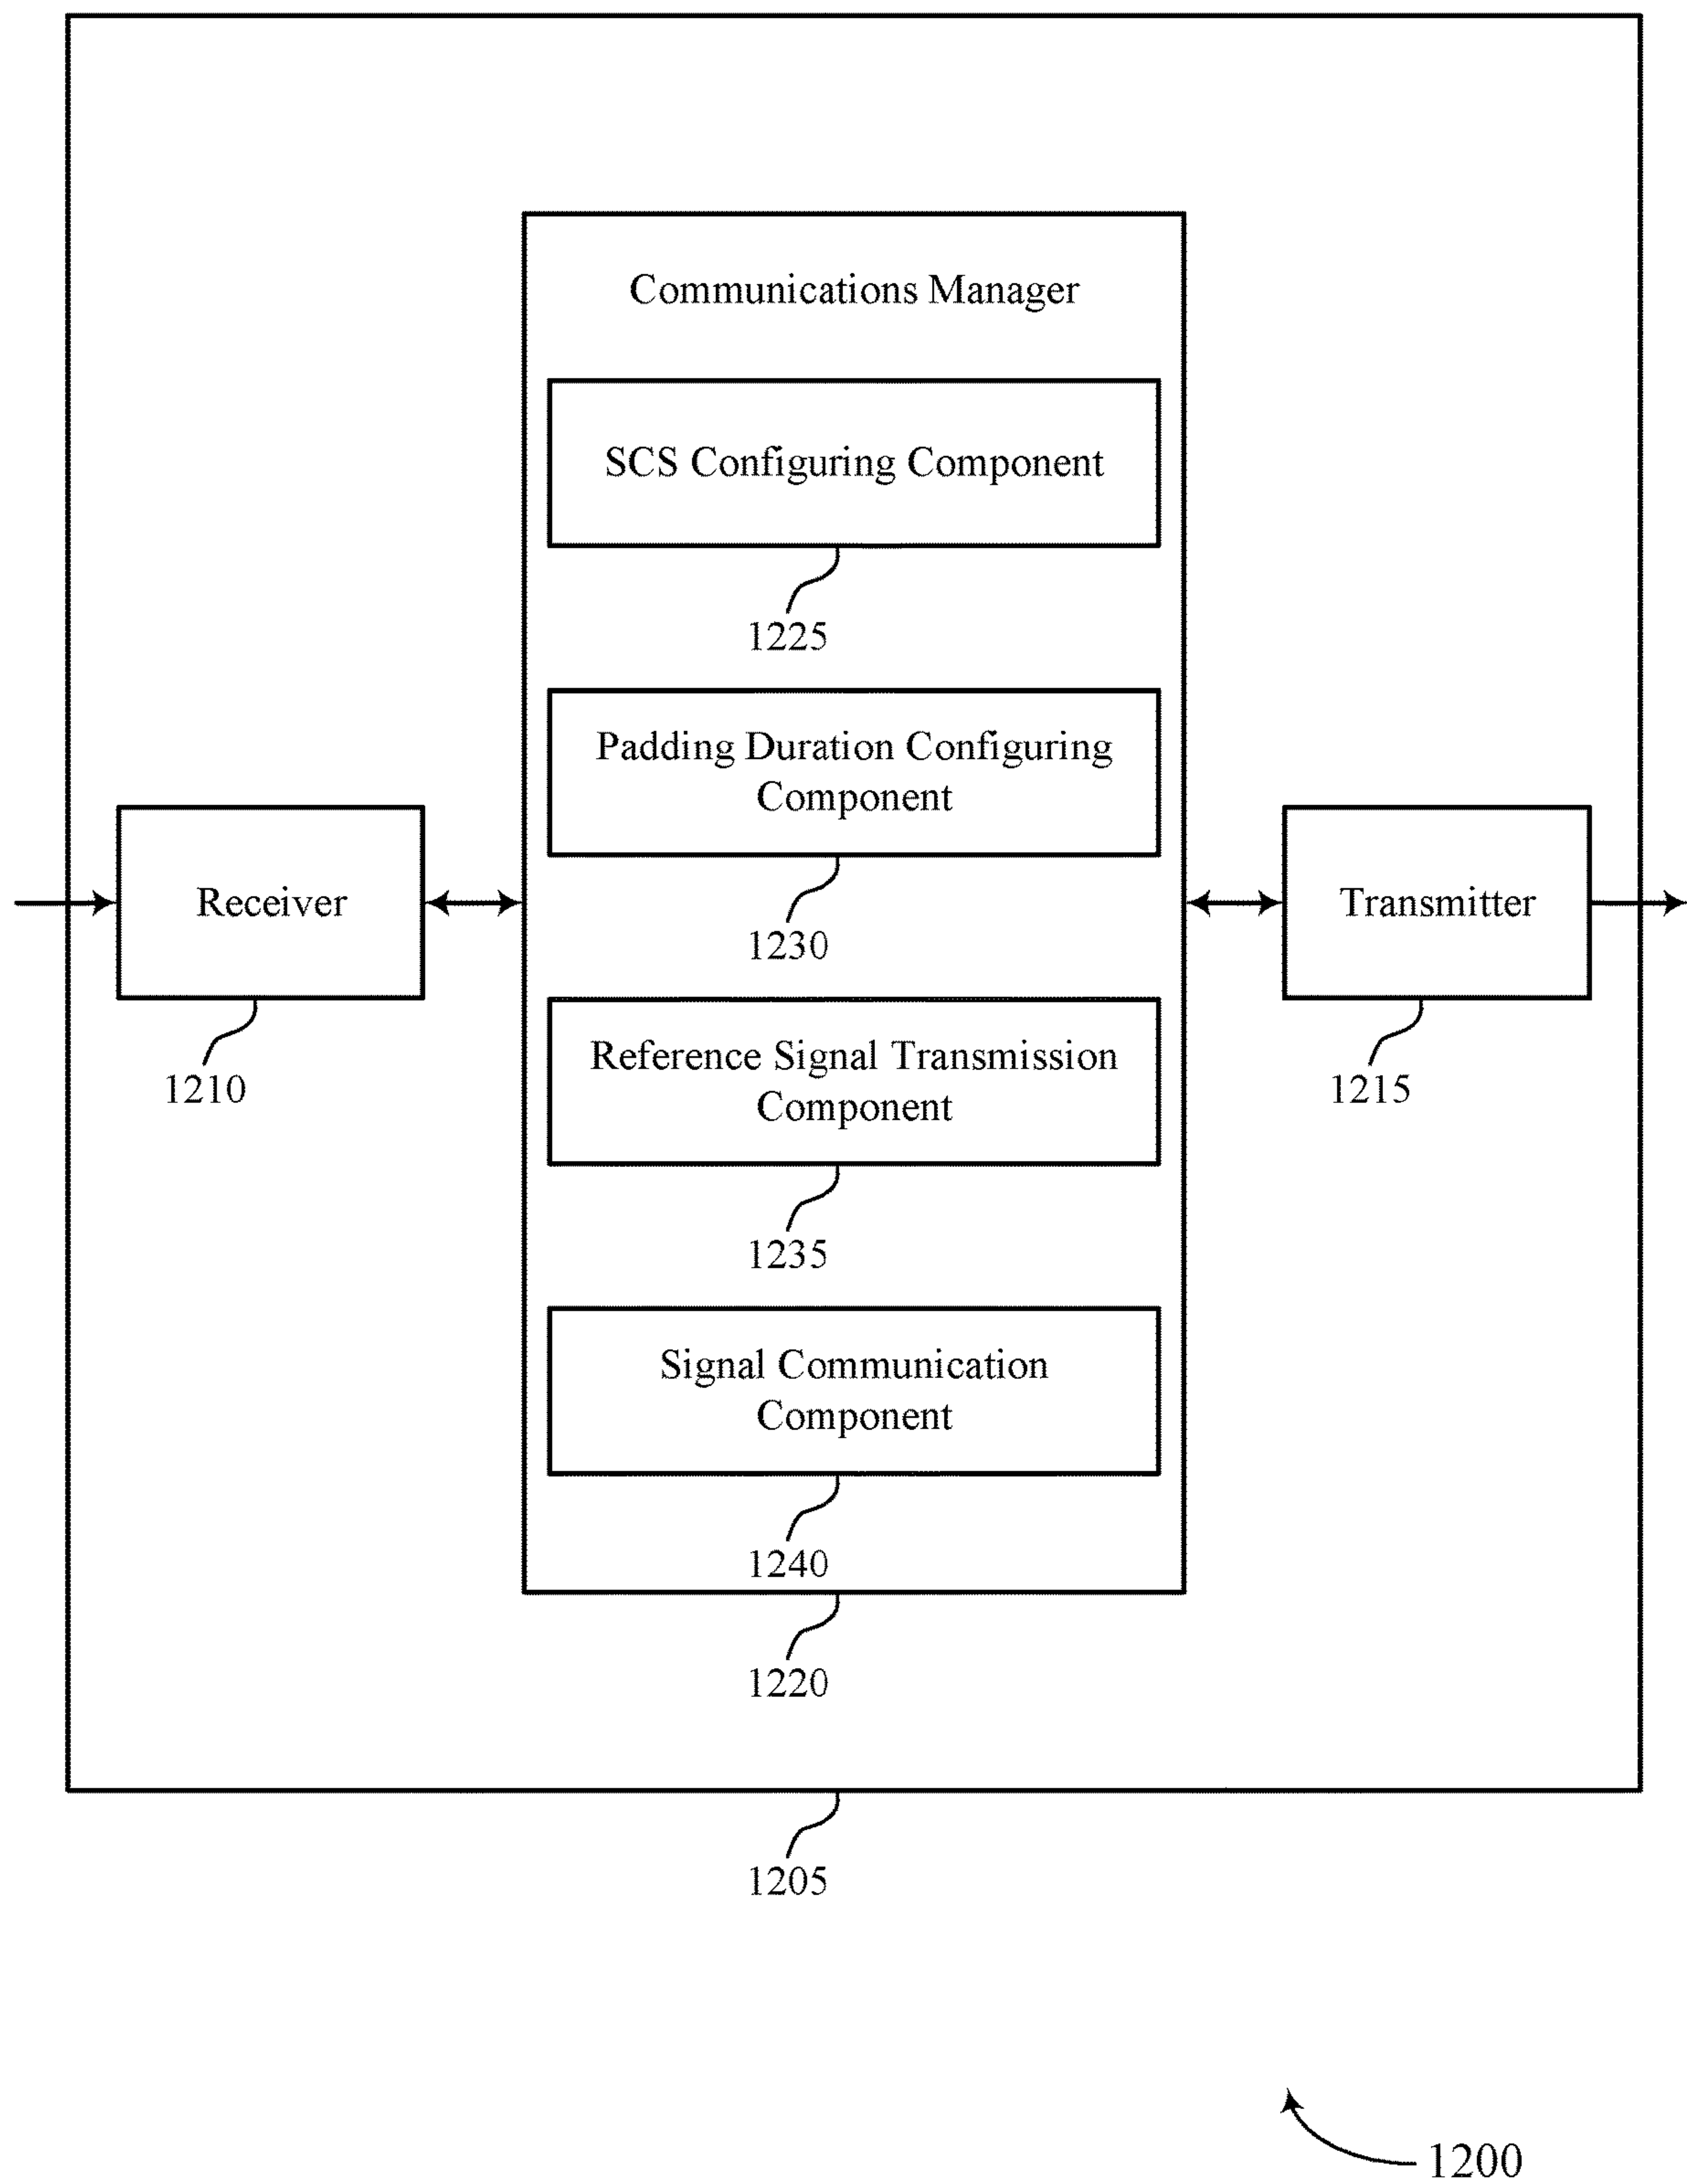 Communications Manager
SCS Configuring Component
1225
Padding Duration Configuring
Component
1230
Receiver
1210
Transmitter
1215
Reference Signal Transmission
Component
1235
Signal Communication
Component
1240
1220
1205
1200